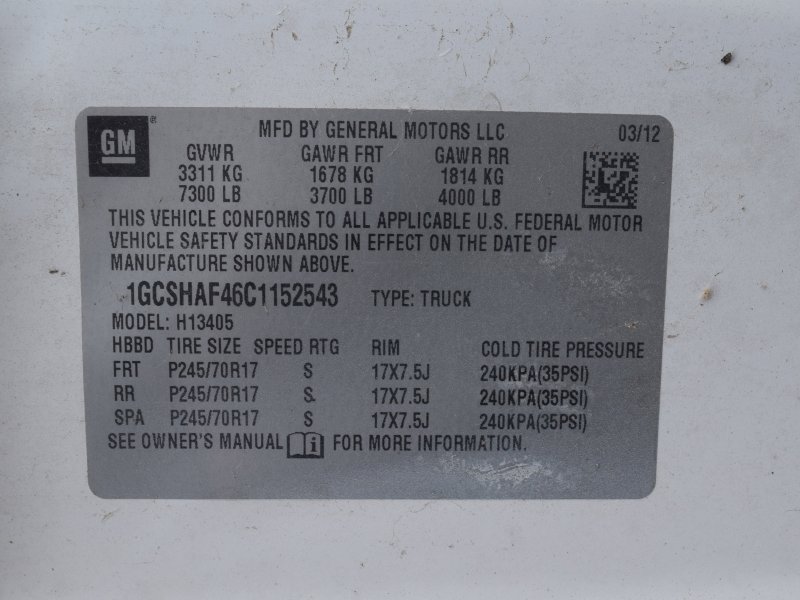 GM ® MFD BY GENERAL MOTORS LLC 03/12
GVWR GAWR FRT GAWR RR
3311 KG 1678 KG 1814 KG
7300 LB 3700 LB 4000 LB
THIS VEHICLE CONFORMS TO ALL APPLICABLE U.S. FEDERAL MOTOR
VEHICLE SAFETY STANDARDS IN EFFECT ON THE DATE OF
MANUFACTURE SHOWN ABOVE.
1GCSHAF46C1152543 TYPE: TRUCK
MODEL: H13405
HBBD TIRE SIZE SPEED RTG RIM COLD TIRE PRESSURE
FRT P245/70R17 S 17X7.5J 240KPA(35PSI)
RR P245/70R17 S 17X7.5J 240KPA(35PSI)
SPA P245/70R17 S 17X7.5J 240KPA(35PSI)
SEE OWNER'S MANUAL i FOR MORE INFORMATION.